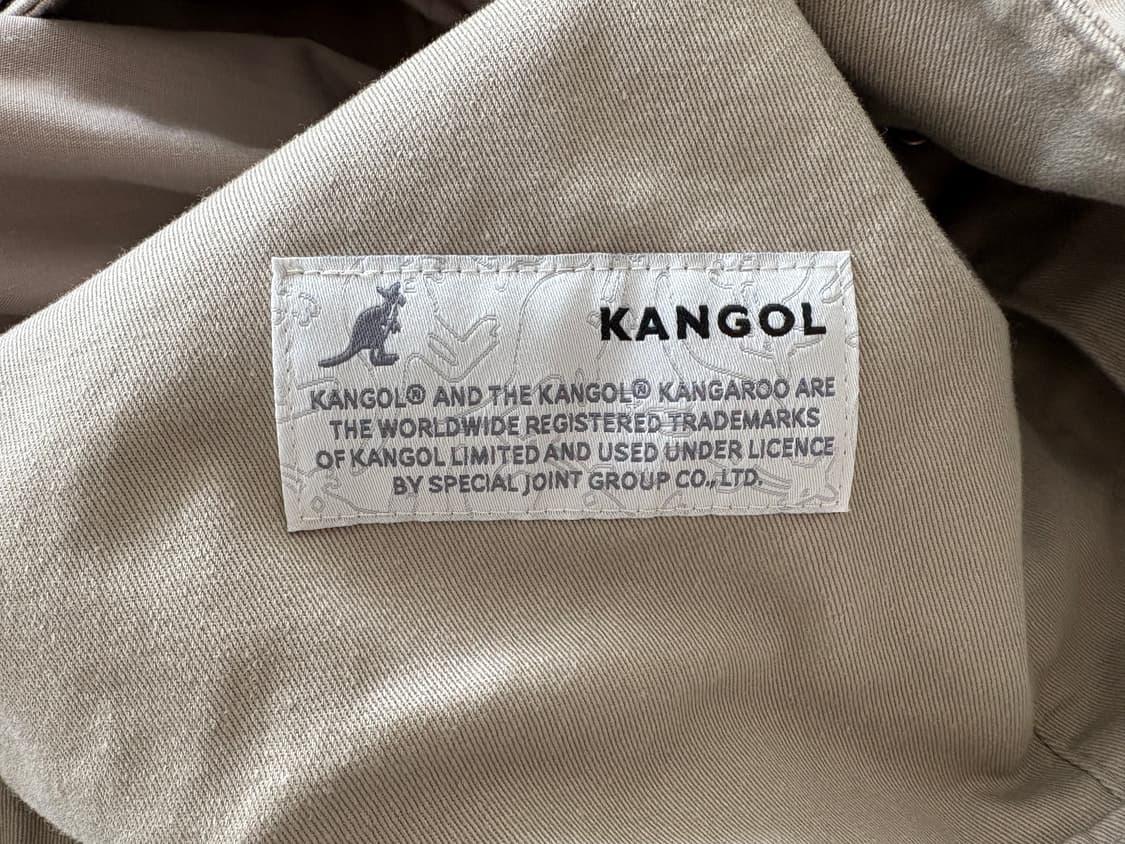 KANGOL
KANGOL® AND THE KANGOL® KANGAROO ARE
THE WORLDWIDE REGISTERED TRADEMARKS
OF KANGOL LIMITED AND USED UNDER LICENCE
BY SPECIAL JOINT GROUP CO., LTD.